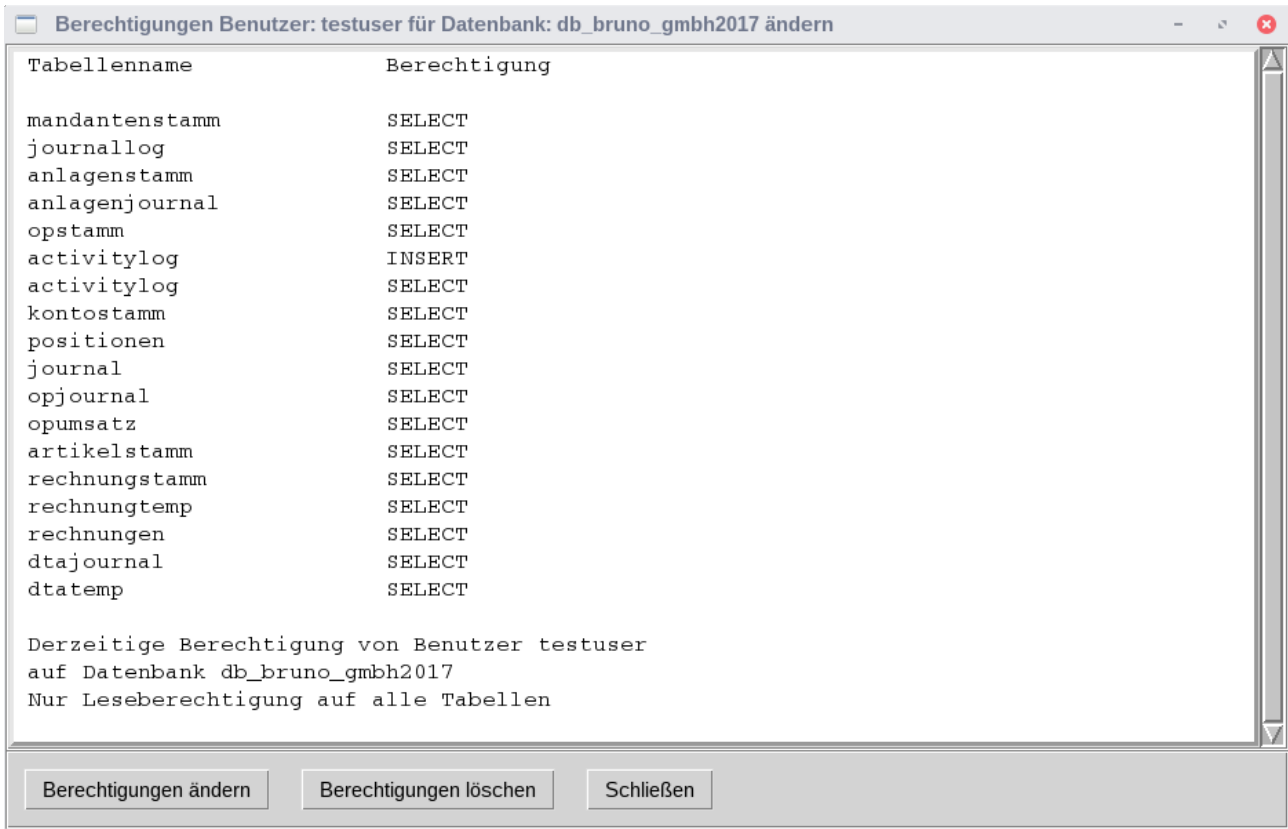 Berechtigungen Benutzer: testuser für Datenbank: db_bruno_gmbh2017 ändern
Tabellenname Berechtigung
mandantenstamm SELECT
journallog SELECT
anlagenstamm SELECT
anlagenjournal SELECT
opstamm SELECT
activitylog INSERT
activitylog SELECT
kontostamm SELECT
positionen SELECT
journal SELECT
opjournal SELECT
opumsatz SELECT
artikelstamm SELECT
rechnungstamm SELECT
rechnungtemp SELECT
rechnungen SELECT
dtajournal SELECT
dtatemp SELECT
Derzeitige Berechtigung von Benutzer testuser
auf Datenbank db_bruno_gmbh2017
Nur Leseberechtigung auf alle Tabellen
Berechtigungen ändern Berechtigungen löschen Schließen